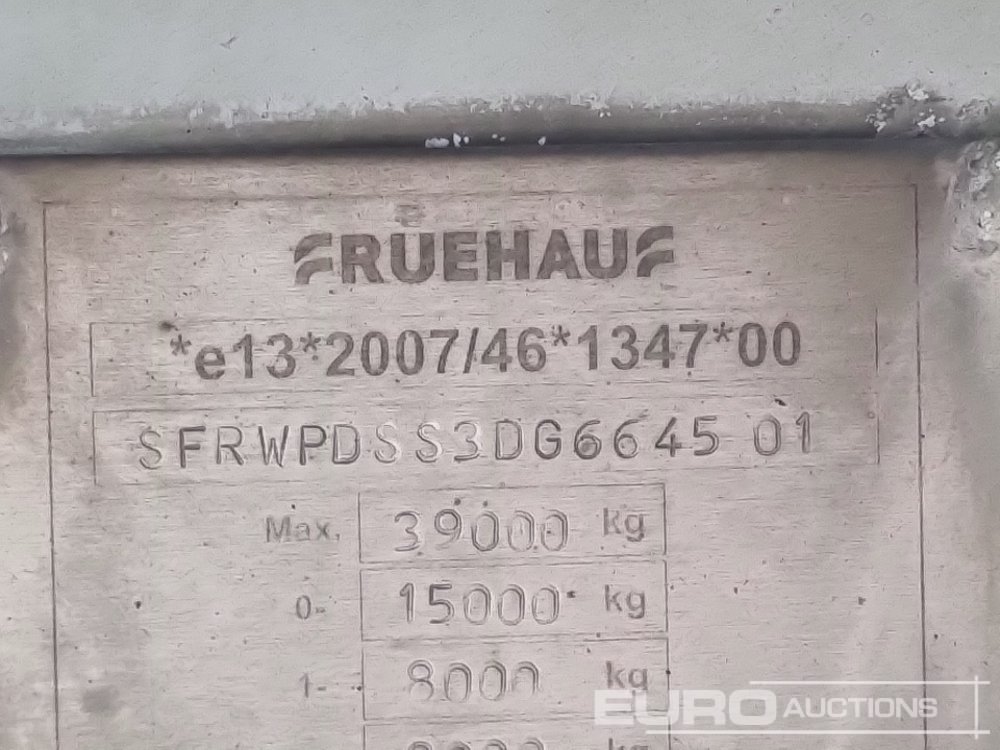 FRUEHAUF
*e13*2007/46*1347*00
SFRWPDSS3DG6645 01
Max. 39000 kg
0- 15000 kg
1- 8000 kg
kg
EURO AUCTIONS